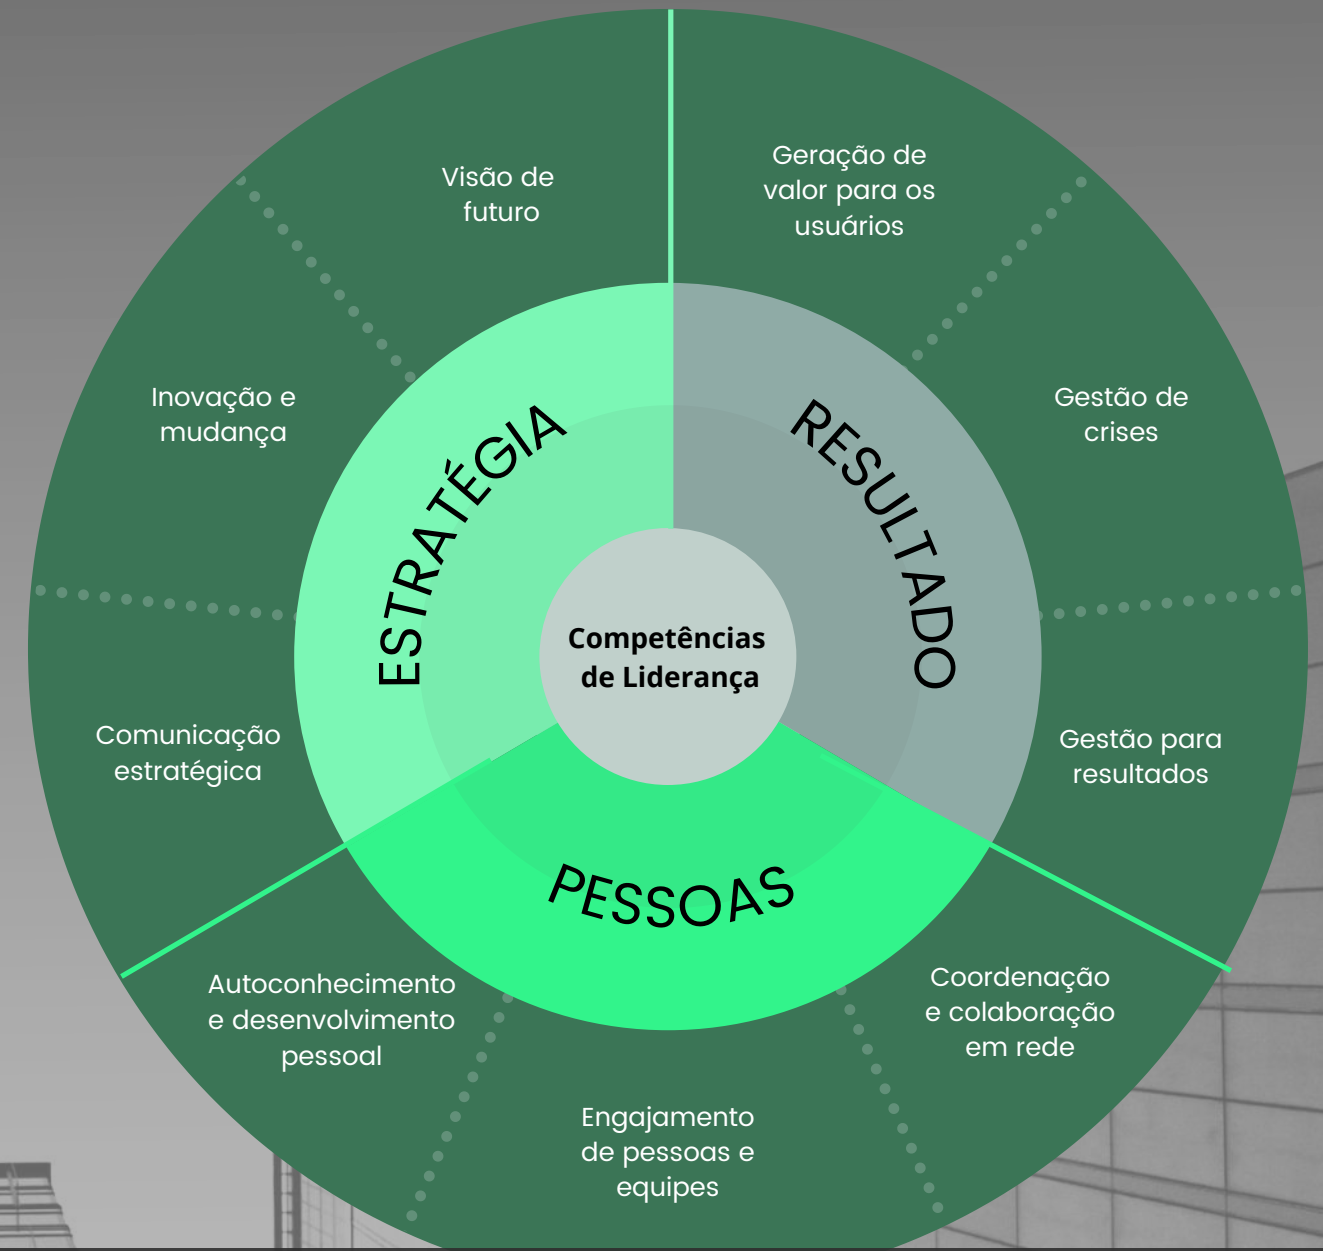 Visão de
futuro
Geração de
valor para os
usuários
Inovação e
mudança
Gestão de
crises
ESTRATÉGIA
RESULTADO
Competências
de Liderança
Comunicação
estratégica
Gestão para
resultados
PESSOAS
Autoconhecimento
e desenvolvimento
pessoal
Coordenação
e colaboração
em rede
Engajamento
de pessoas e
equipes